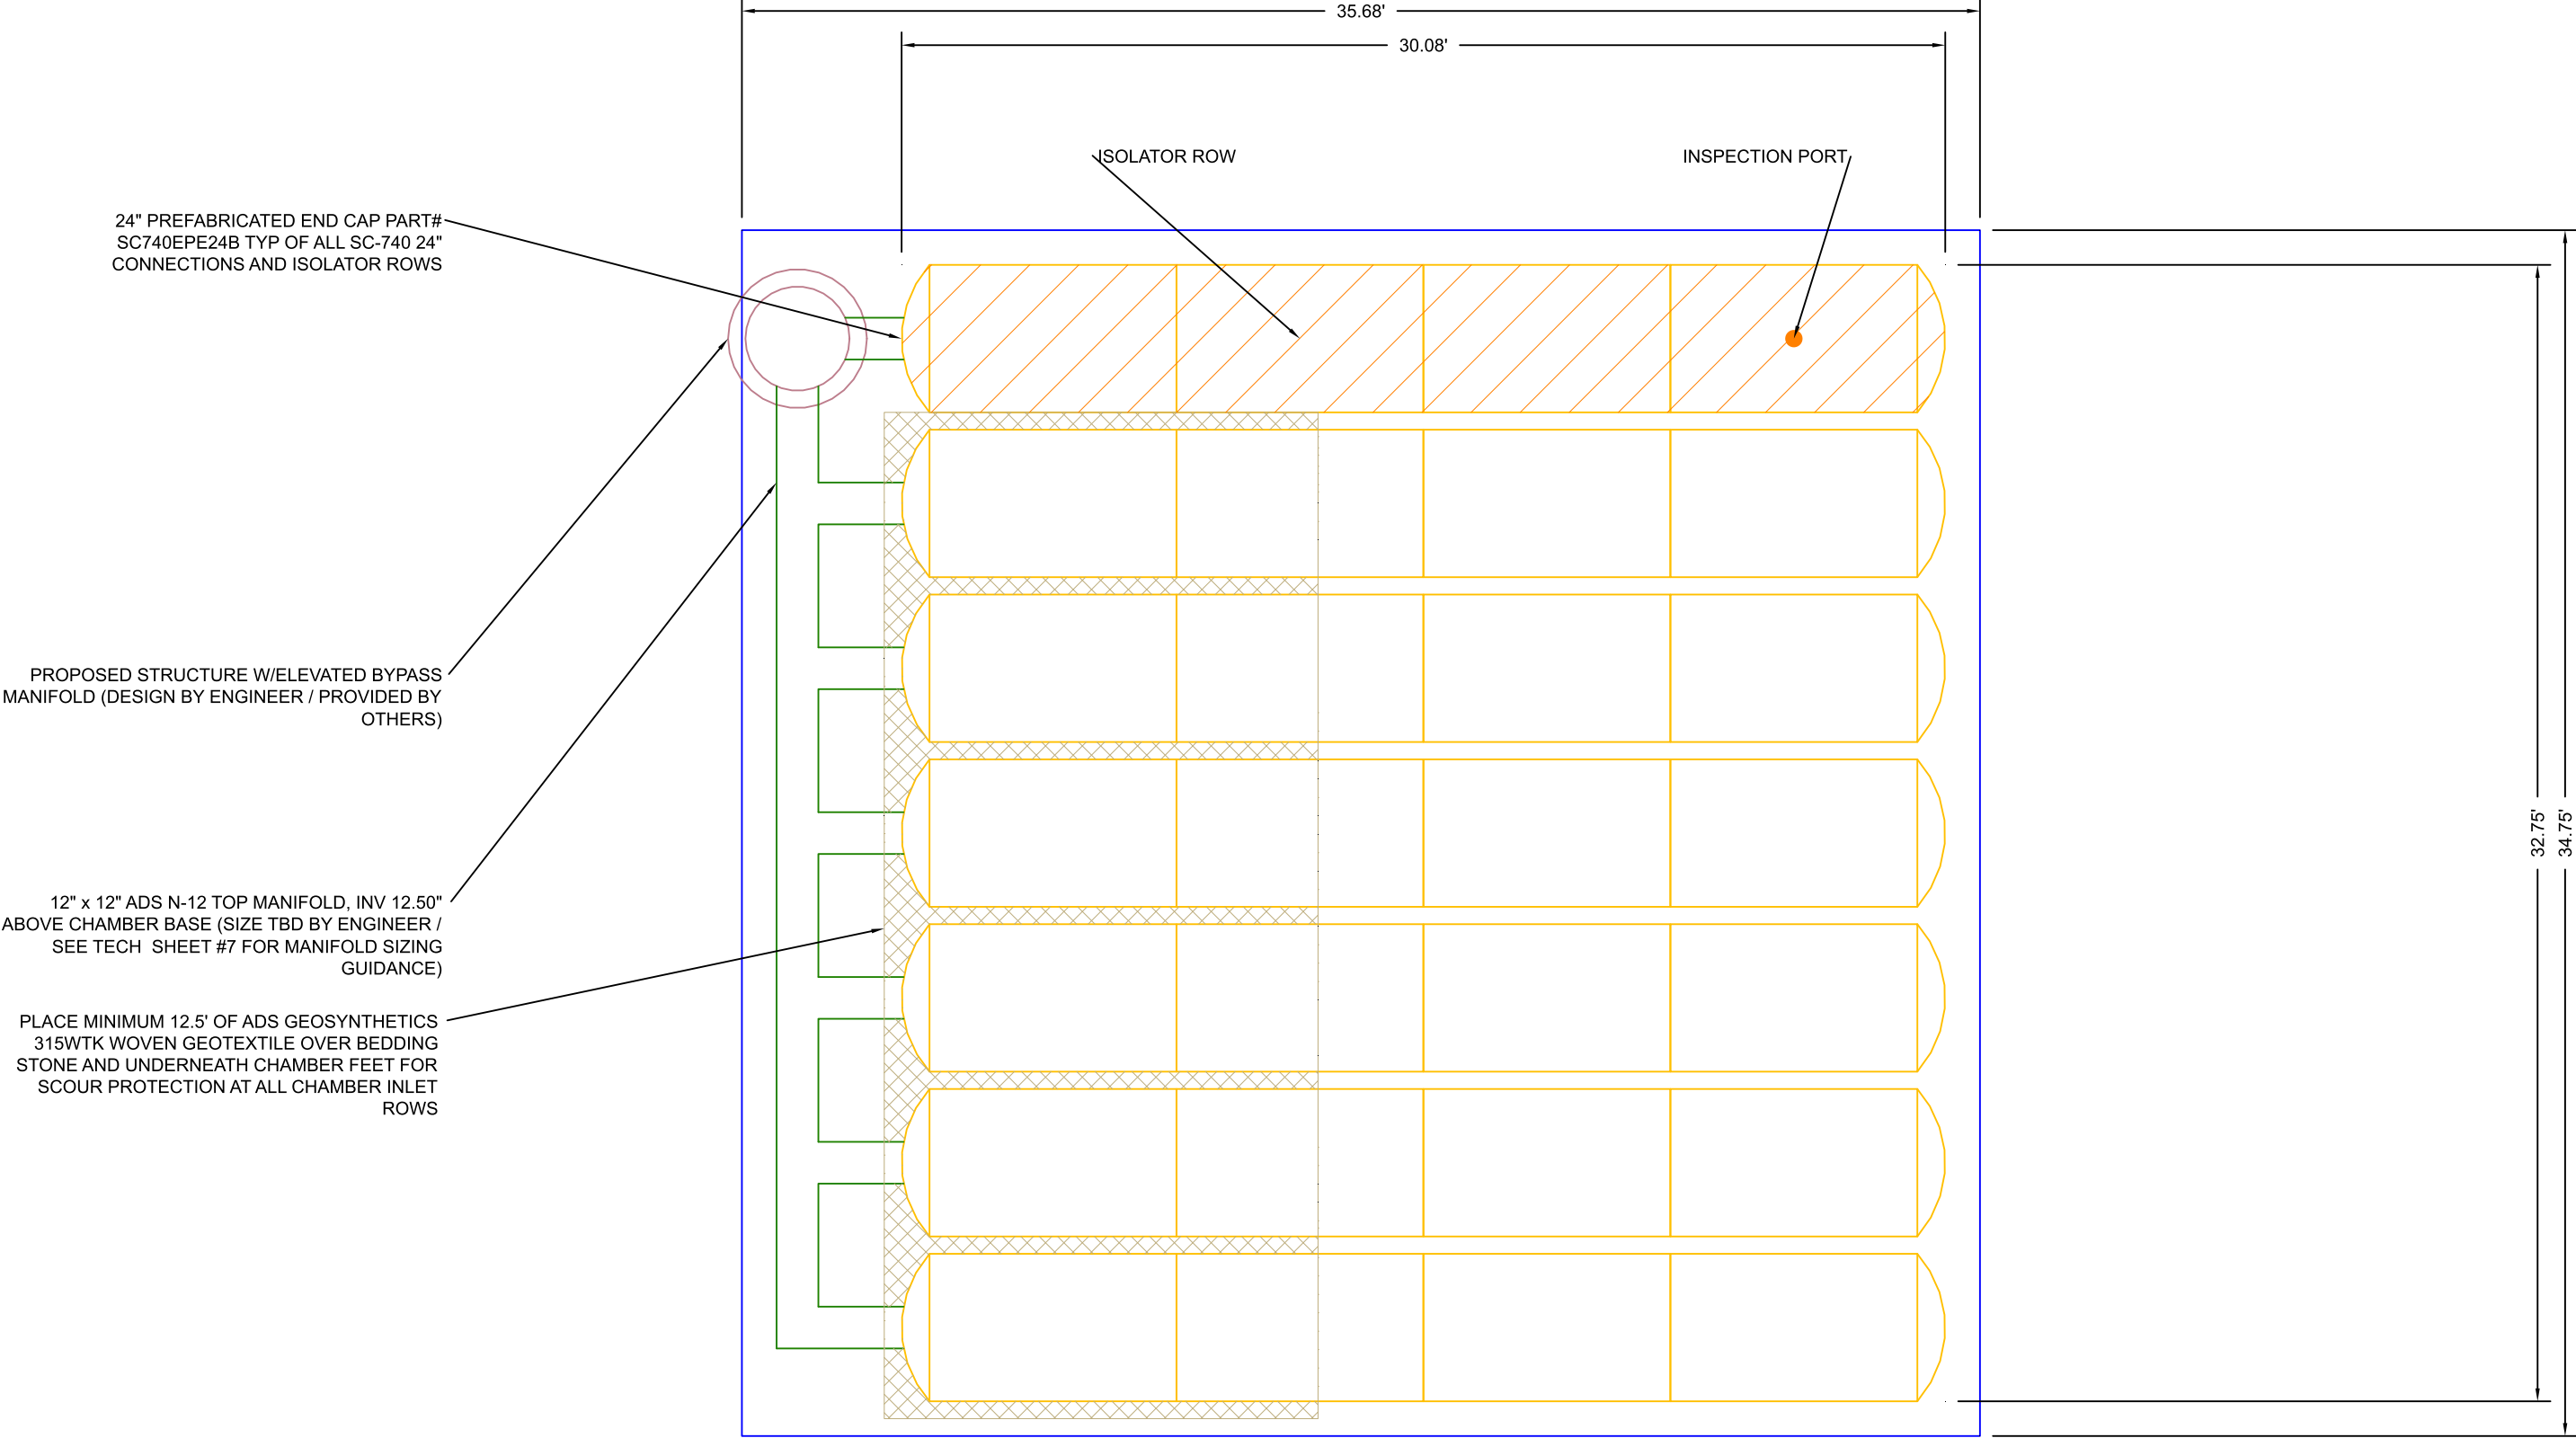 35.68'
30.08'
ISOLATOR ROW
INSPECTION PORT
24" PREFABRICATED END CAP PART#
SC740EPE24B TYP OF ALL SC-740 24"
CONNECTIONS AND ISOLATOR ROWS
PROPOSED STRUCTURE W/ELEVATED BYPASS
MANIFOLD (DESIGN BY ENGINEER / PROVIDED BY
OTHERS)
12" x 12" ADS N-12 TOP MANIFOLD, INV 12.50"
ABOVE CHAMBER BASE (SIZE TBD BY ENGINEER /
SEE TECH SHEET #7 FOR MANIFOLD SIZING
GUIDANCE)
PLACE MINIMUM 12.5' OF ADS GEOSYNTHETICS
315WTK WOVEN GEOTEXTILE OVER BEDDING
STONE AND UNDERNEATH CHAMBER FEET FOR
SCOUR PROTECTION AT ALL CHAMBER INLET
ROWS
32.75'
34.75'